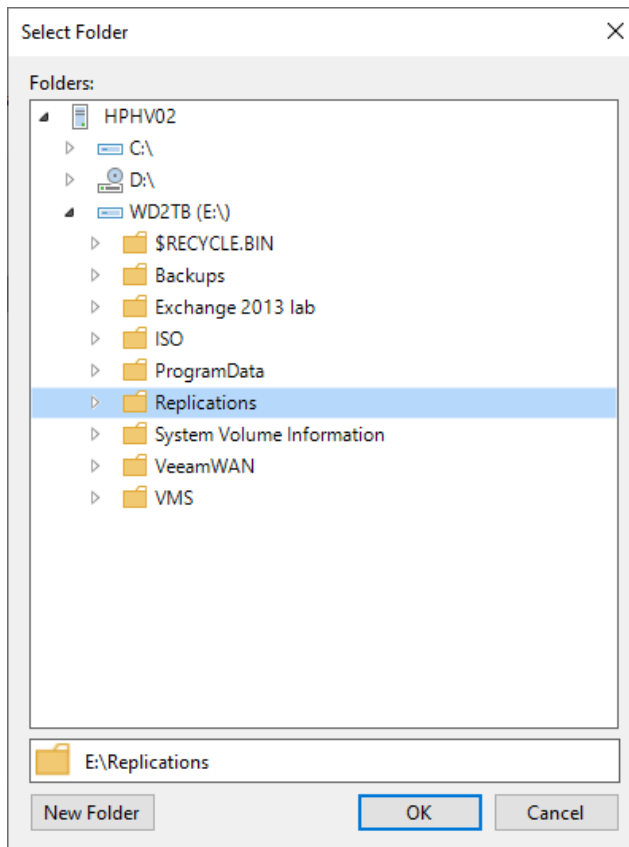 Select Folder
Folders:
HPHV02
C:\
D:\
WD2TB (E:\)
$RECYCLE.BIN
Backups
Exchange 2013 lab
ISO
ProgramData
Replications
System Volume Information
VeeamWAN
VMS
E:\Replications
New Folder OK Cancel